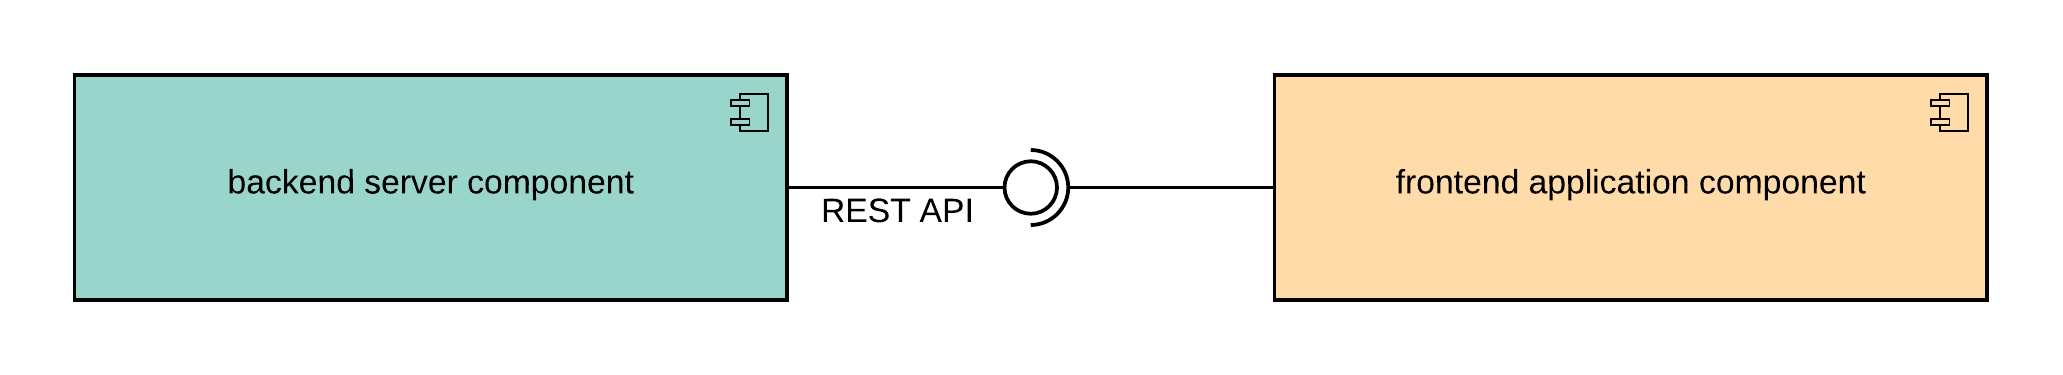 backend server component
REST API
frontend application component